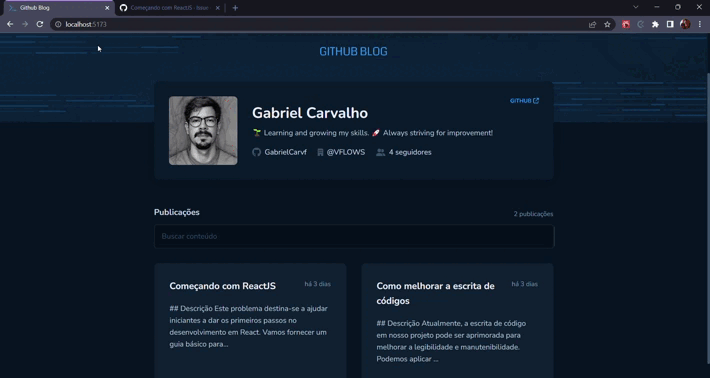 Github Blog
Começando com ReactJS · Issue
localhost:5173
GITHUB BLOG
Gabriel Carvalho
GITHUB
🌱 Learning and growing my skills. 🚀 Always striving for improvement!
GabrielCarvf @VFLOWS 4 seguidores
Publicações
2 publicações
Buscar conteúdo
Começando com ReactJS
há 3 dias
## Descrição Este problema destina-se a ajudar
iniciantes a dar os primeiros passos no
desenvolvimento em React. Vamos fornecer um
guia básico para...
Como melhorar a escrita de
códigos
há 3 dias
## Descrição Atualmente, a escrita de código
em nosso projeto pode ser aprimorada para
melhorar a legibilidade e manutenibilidade.
Podemos aplicar ...